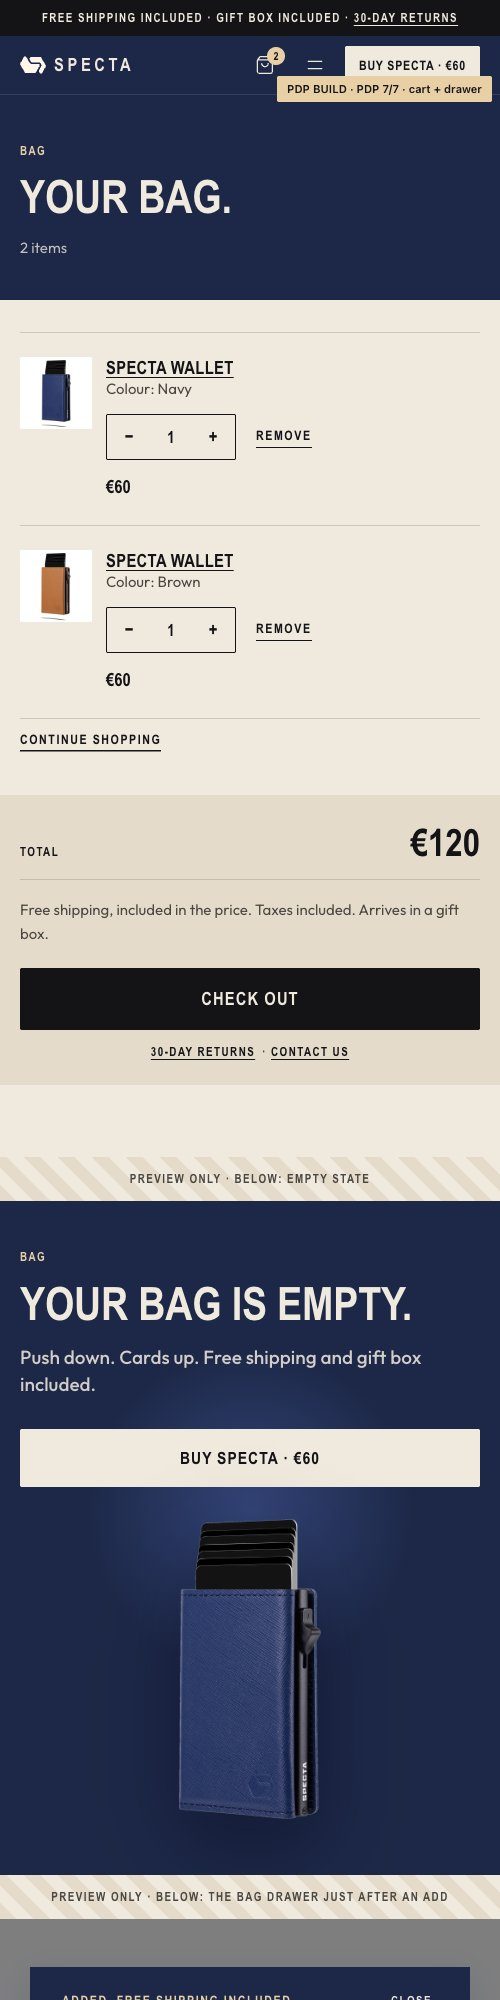 FREE SHIPPING INCLUDED · GIFT BOX INCLUDED · 30-DAY RETURNS
SPECTA
2
BUY SPECTA · €60
PDP BUILD · PDP 7/7 · cart + drawer
BAG
YOUR BAG.
2 items
SPECTA WALLET
Colour: Navy
− 1 + REMOVE
€60
SPECTA WALLET
Colour: Brown
− 1 + REMOVE
€60
CONTINUE SHOPPING
TOTAL €120
Free shipping, included in the price. Taxes included. Arrives in a gift
box.
CHECK OUT
30-DAY RETURNS · CONTACT US
PREVIEW ONLY · BELOW: EMPTY STATE
BAG
YOUR BAG IS EMPTY.
Push down. Cards up. Free shipping and gift box
included.
BUY SPECTA · €60
SPECTA
PREVIEW ONLY · BELOW: THE BAG DRAWER JUST AFTER AN ADD
ADDED. FREE SHIPPING INCLUDED CLOSE